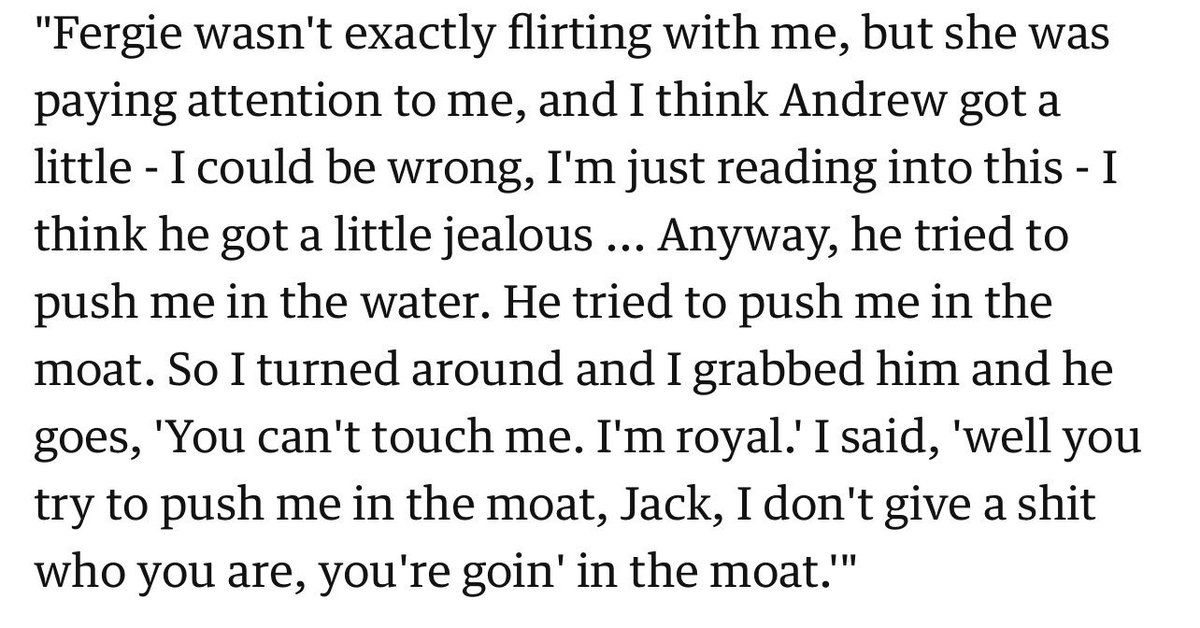 "Fergie wasn't exactly flirting with me, but she was
paying attention to me, and I think Andrew got a
little - I could be wrong, I'm just reading into this - I
think he got a little jealous ... Anyway, he tried to
push me in the water. He tried to push me in the
moat. So I turned around and I grabbed him and he
goes, 'You can't touch me. I'm royal.' I said, 'well you
try to push me in the moat, Jack, I don't give a shit
who you are, you're goin' in the moat.'"